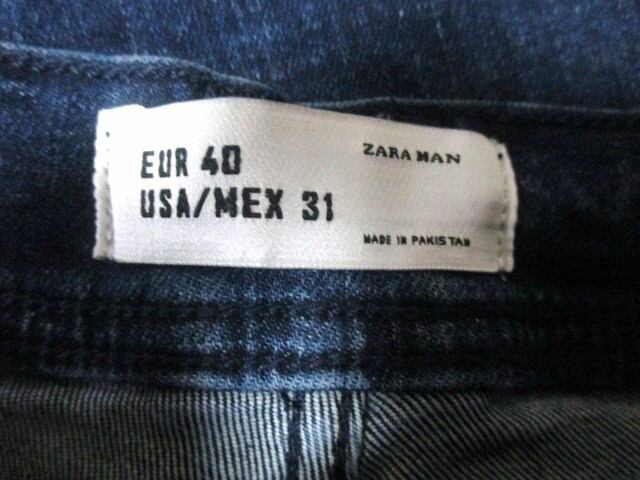 EUR 40
USA/MEX 31
ZARA MAN
MADE IN PAKISTAN